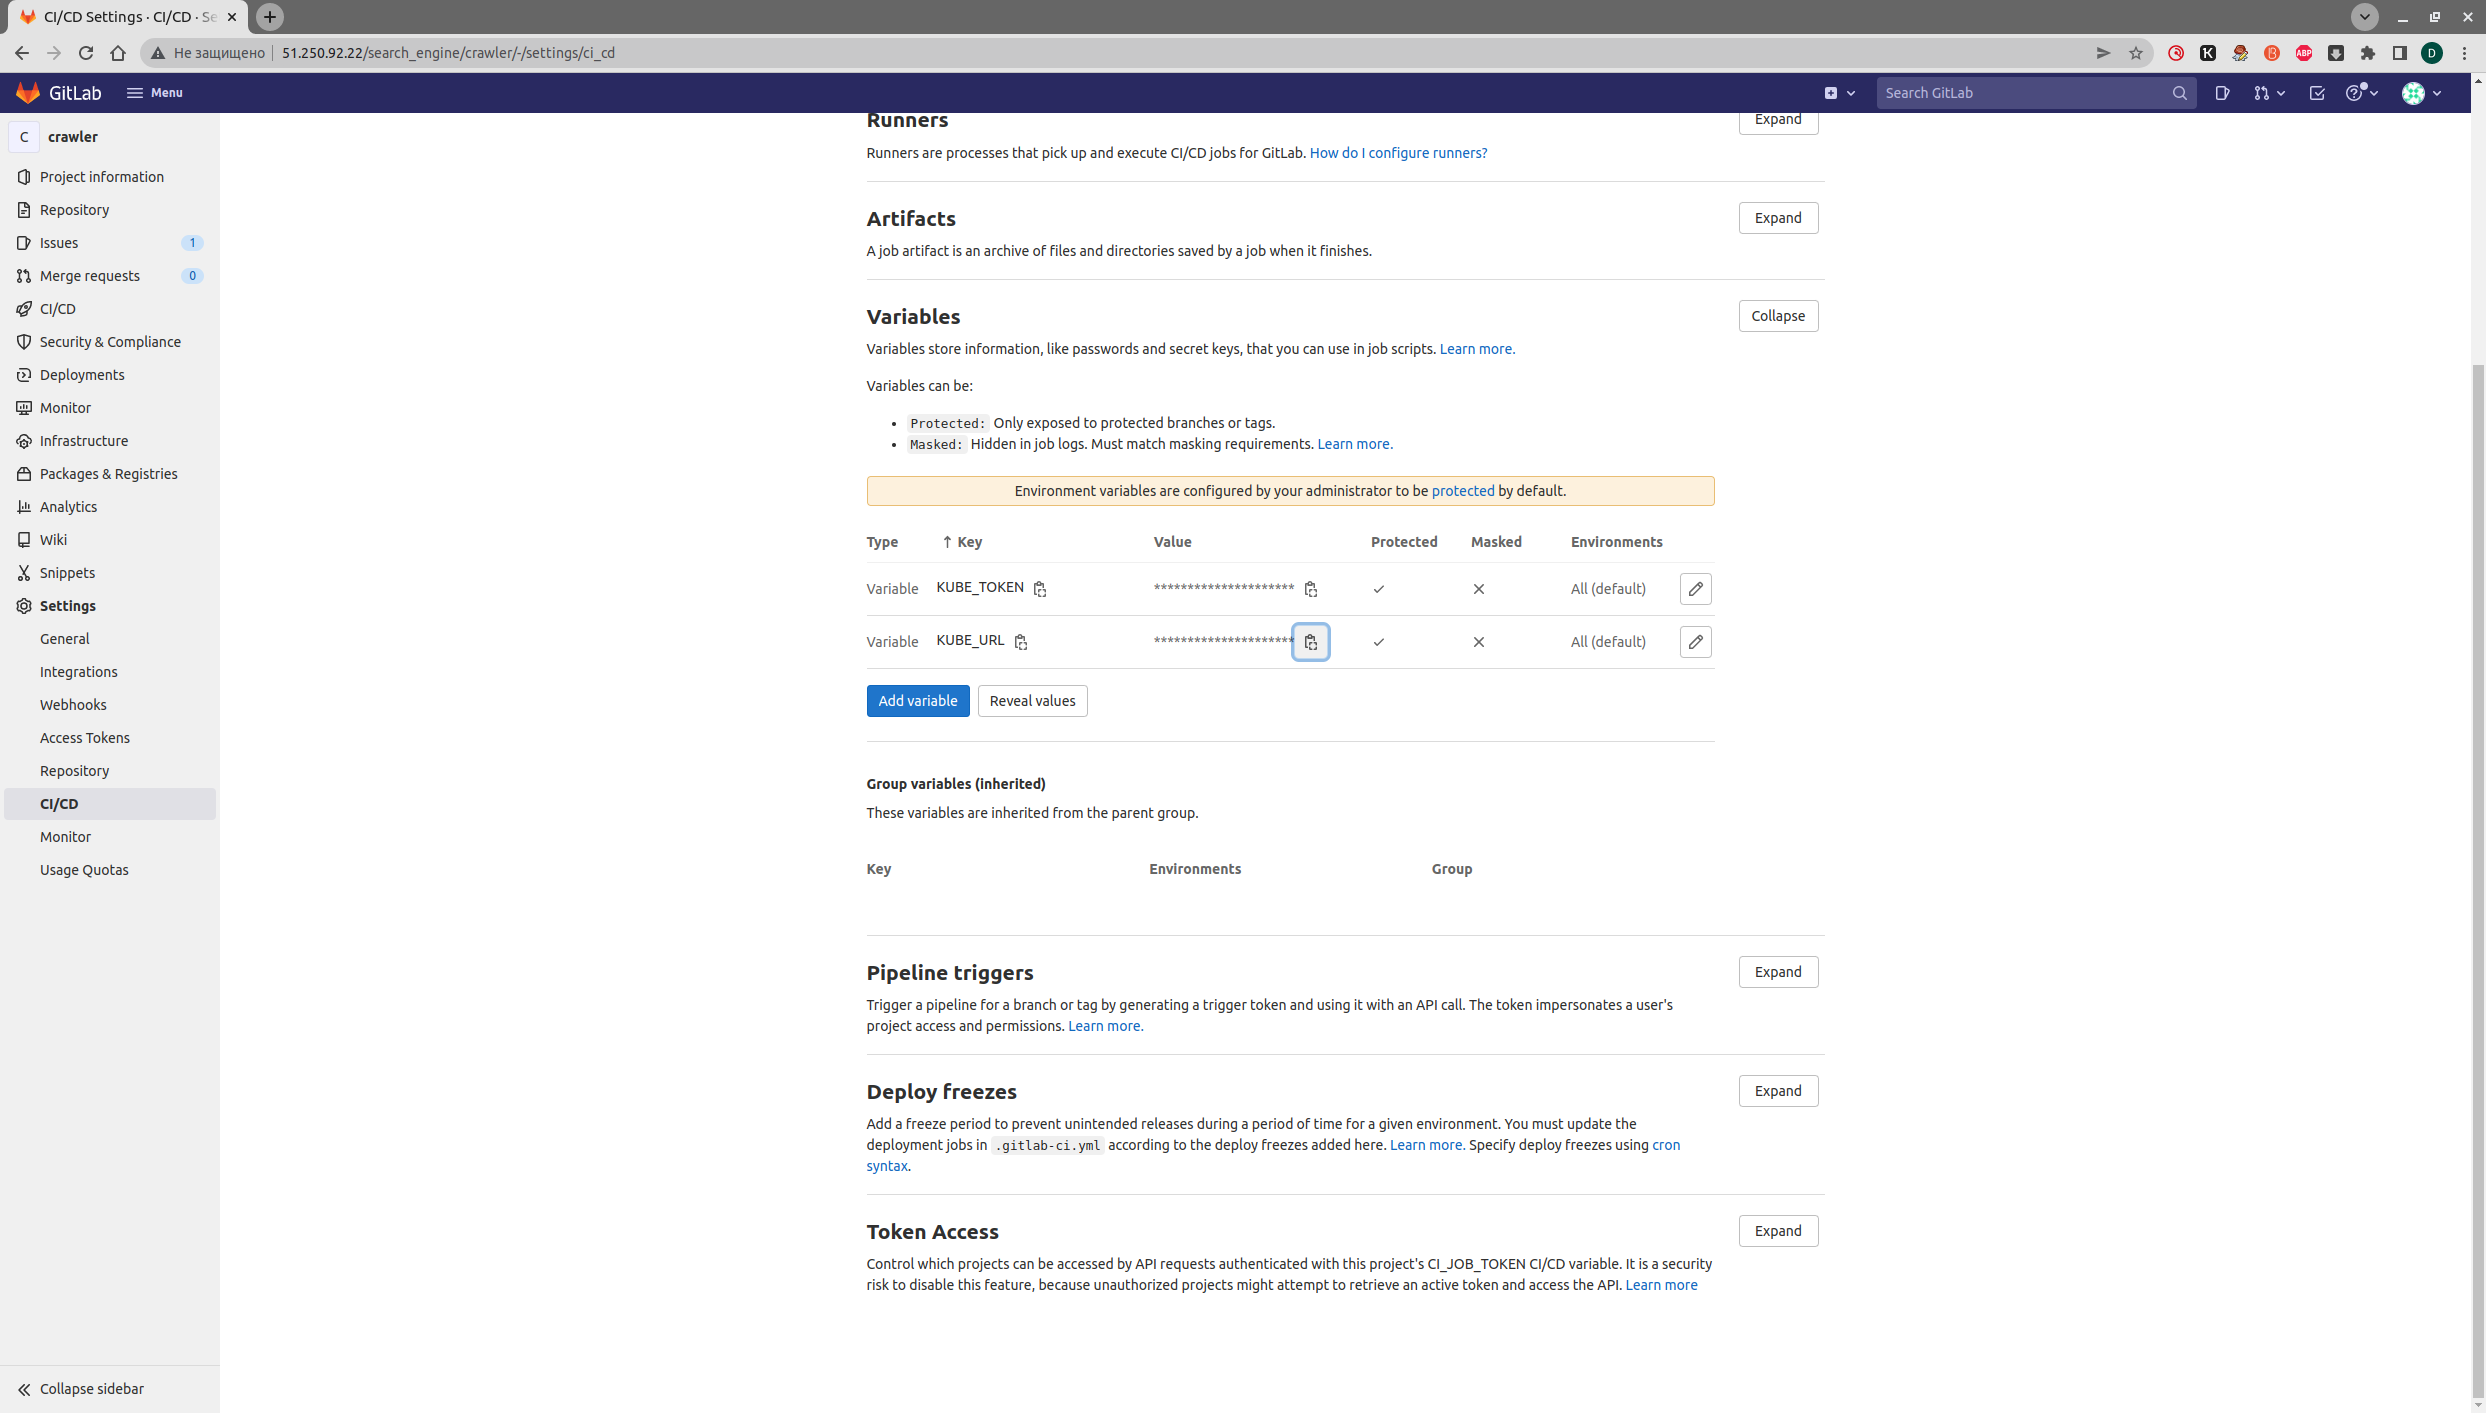 CI/CD Settings · CI/CD · Se
Не защищено
51.250.92.22/search_engine/crawler/-/settings/ci_cd
ABP
D
GitLab
Menu
Search GitLab
C
crawler
Project information
Repository
Issues
1
Merge requests
0
CI/CD
Security & Compliance
Deployments
Monitor
Infrastructure
Packages & Registries
Analytics
Wiki
Snippets
Settings
General
Integrations
Webhooks
Access Tokens
Repository
CI/CD
Monitor
Usage Quotas
Collapse sidebar
Runners
Expand
Runners are processes that pick up and execute CI/CD jobs for GitLab. How do I configure runners?
Artifacts
Expand
A job artifact is an archive of files and directories saved by a job when it finishes.
Variables
Collapse
Variables store information, like passwords and secret keys, that you can use in job scripts. Learn more.
Variables can be:
• Protected: Only exposed to protected branches or tags.
• Masked: Hidden in job logs. Must match masking requirements. Learn more.
Environment variables are configured by your administrator to be protected by default.
Type ↑ Key Value Protected Masked Environments
Variable KUBE_TOKEN ********************* All (default)
Variable KUBE_URL ********************* All (default)
Add variable Reveal values
Group variables (inherited)
These variables are inherited from the parent group.
Key Environments Group
Pipeline triggers
Expand
Trigger a pipeline for a branch or tag by generating a trigger token and using it with an API call. The token impersonates a user's
project access and permissions. Learn more.
Deploy freezes
Expand
Add a freeze period to prevent unintended releases during a period of time for a given environment. You must update the
deployment jobs in .gitlab-ci.yml according to the deploy freezes added here. Learn more. Specify deploy freezes using cron
syntax.
Token Access
Expand
Control which projects can be accessed by API requests authenticated with this project's CI_JOB_TOKEN CI/CD variable. It is a security
risk to disable this feature, because unauthorized projects might attempt to retrieve an active token and access the API. Learn more